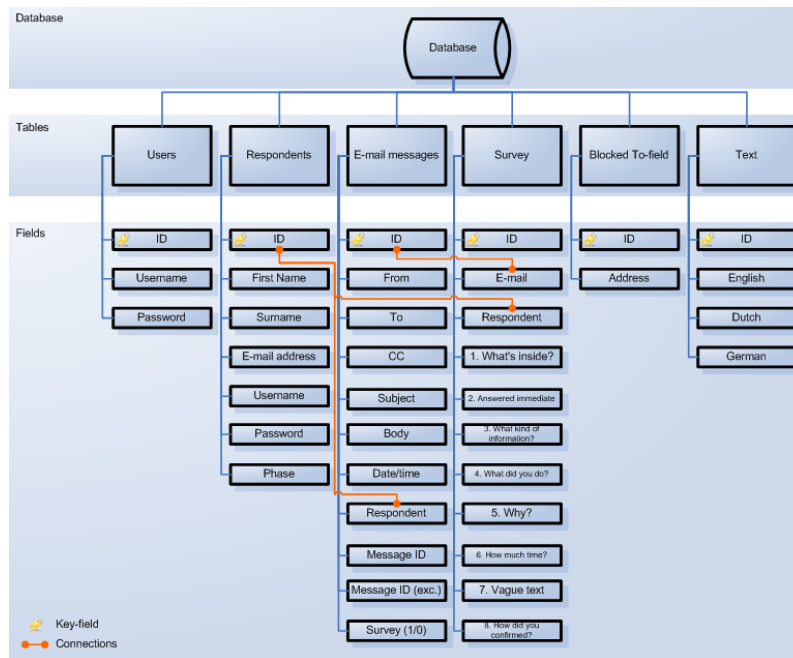 Database
Database
Tables
Users
Respondents
E-mail messages
Survey
Blocked To-field
Text
Fields
ID
ID
ID
ID
ID
ID
Username
First Name
From
E-mail
Address
English
Password
Surname
To
Respondent
Dutch
E-mail address
CC
1. What's inside?
German
Username
Subject
2. Answered immediate
Password
Body
3. What kind of
information?
Phase
Date/time
4. What did you do?
Respondent
5. Why?
Message ID
6. How much time?
Message ID (exc.)
7. Vague text
Survey (1/0)
8. How did you
confirmed?
Key-field
Connections